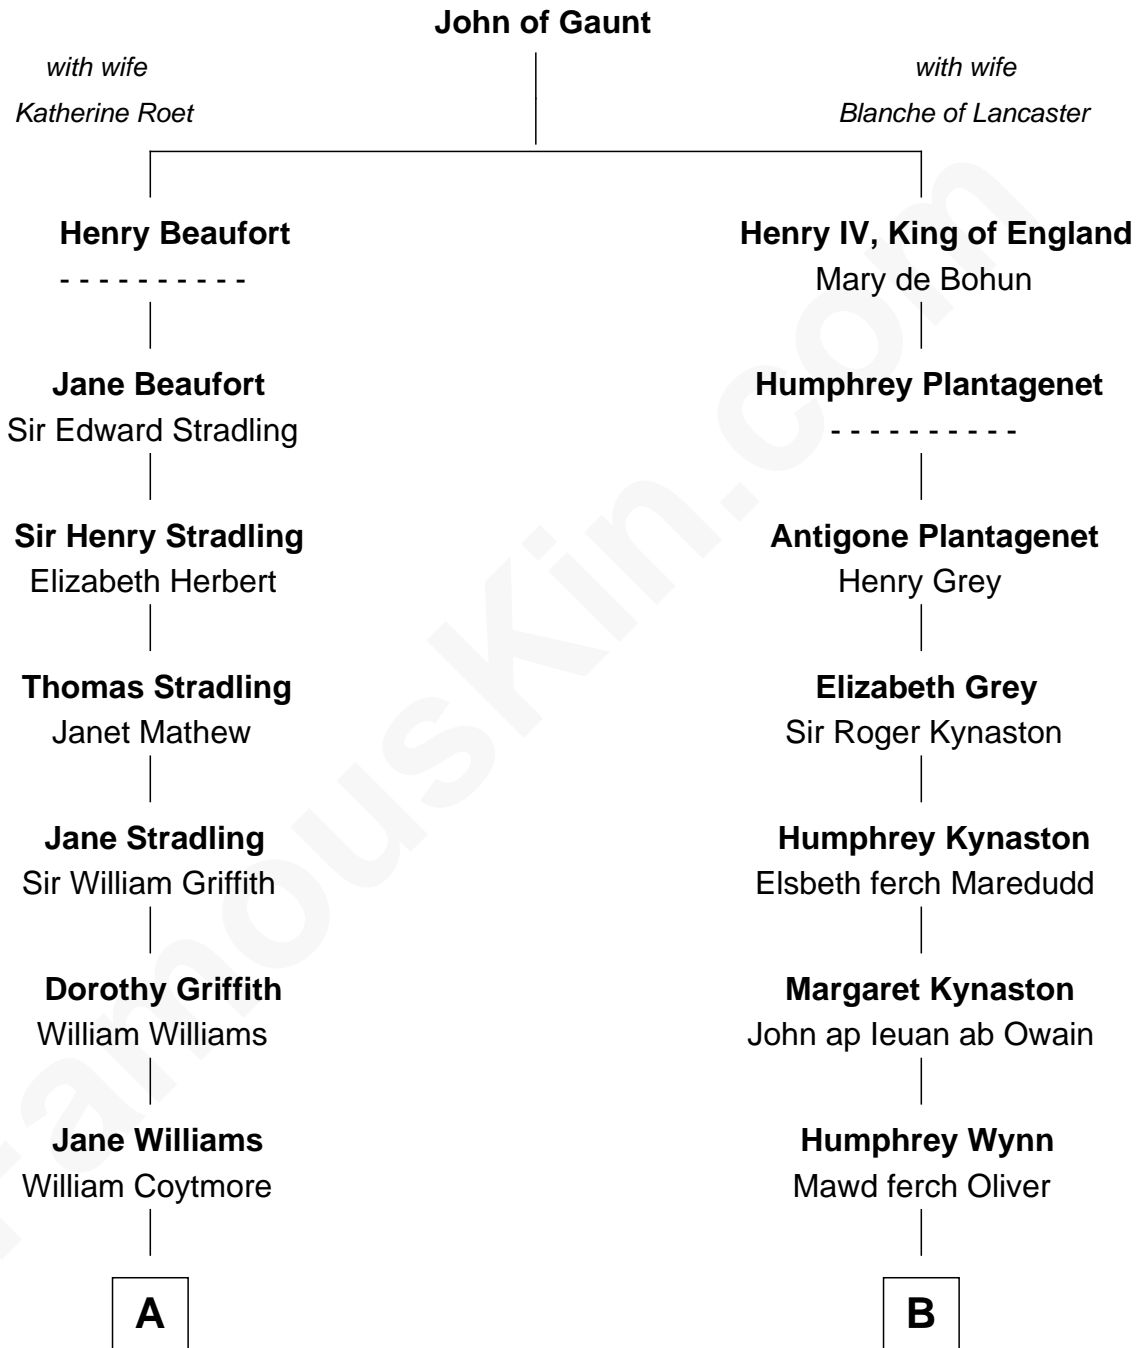 John of Gaunt
with wife
Katherine Roet
with wife
Blanche of Lancaster
Henry Beaufort
- - - - - - - - - -
Jane Beaufort
Sir Edward Stradling
Sir Henry Stradling
Elizabeth Herbert
Thomas Stradling
Janet Mathew
Jane Stradling
Sir William Griffith
Dorothy Griffith
William Williams
Jane Williams
William Coytmore
A
Henry IV, King of England
Mary de Bohun
Humphrey Plantagenet
- - - - - - - - - -
Antigone Plantagenet
Henry Grey
Elizabeth Grey
Sir Roger Kynaston
Humphrey Kynaston
Elsbeth ferch Maredudd
Margaret Kynaston
John ap Ieuan ab Owain
Humphrey Wynn
Mawd ferch Oliver
B
FamousKin.com